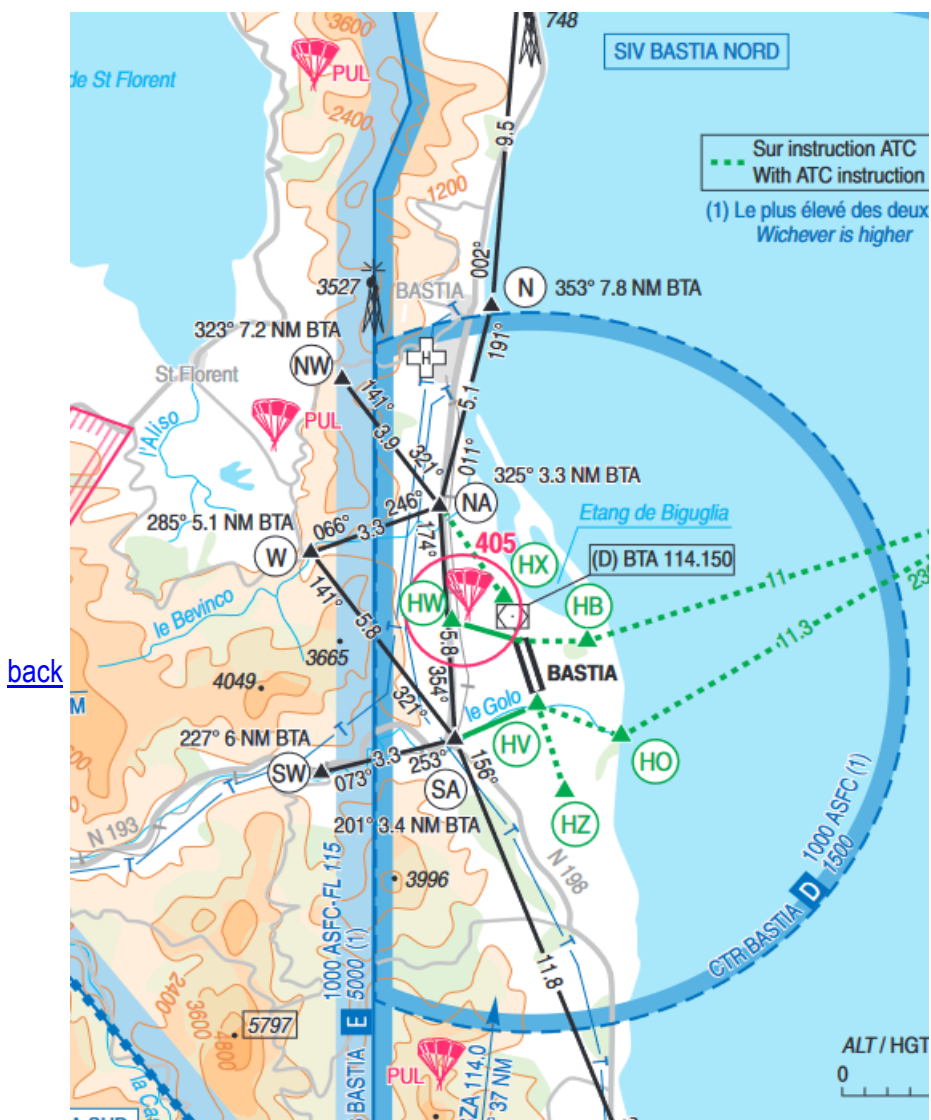 748
3600
SIV BASTIA NORD
PUL
de St Florent
2400
9.5
Sur instruction ATC
With ATC instruction
(1) Le plus élevé des deux
Wichever is higher
1200
002°
3527
BASTIA
N
353° 7.8 NM BTA
323° 7.2 NM BTA
191°
H
T
NW
St Florent
141°
5.1
PUL
l'Aliso
3.9
321°
011°
325° 3.3 NM BTA
246°
NA
285° 5.1 NM BTA
066°
3.3
Etang de Biguglia
W
174°
405
(D) BTA 114.150
HX
11
141°
HW
HB
le Bevinco
5.8
5.8
11.3
3665
back
4049
354°
BASTIA
M
321°
le Golo
227° 6 NM BTA
HV
HO
SW
073°
3.3
253°
SA
156°
1000 ASFC (1)
1500
201° 3.4 NM BTA
HZ
N 193
T
N 198
3996
1000 ASFC-FL 115
5000 (1)
CTR BASTIA D
11.8
2400
3600
4800
5797
E
BASTIA
PUL
ZA 114.0
37 NM
ALT / HGT
0
la Ca
A SUD